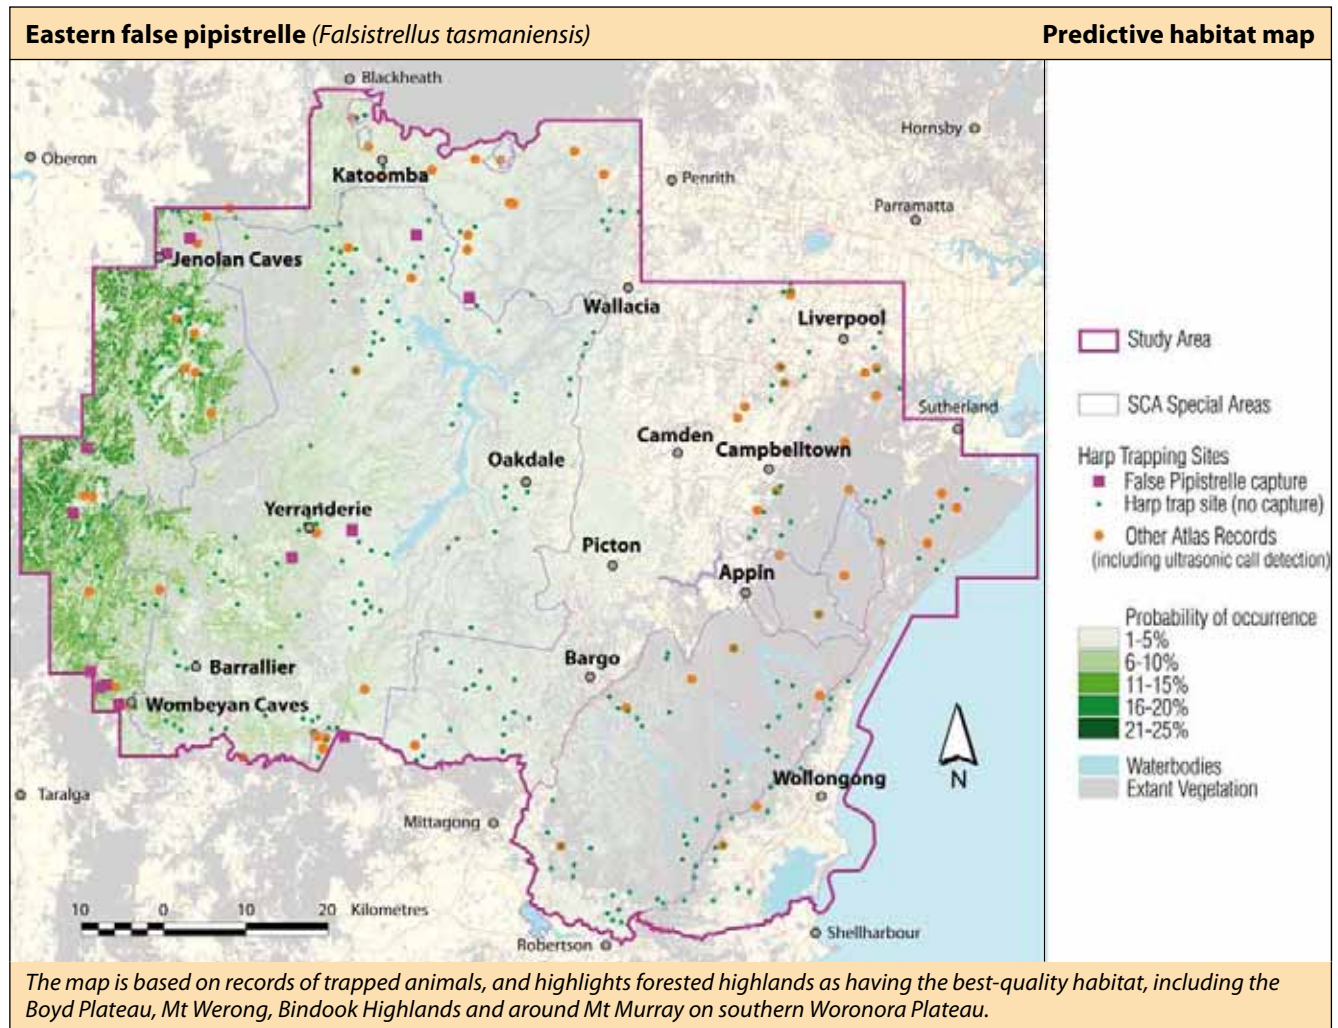 Eastern false pipistrelle (Falsistrellus tasmaniensis)
Predictive habitat map
Blackheath
Hornsby
Oberon
Katoomba
Penrith
Parramatta
Jenolan Caves
Wallacia
Liverpool
Sutherland
Camden
Campbelltown
Oakdale
Yerranderie
Picton
Appin
Bargo
Barrallier
Wombeyan Caves
Wollongong
Taralga
Mittagong
N
10 0 10 20 Kilometres
Robertson
Shellharbour
Study Area
SCA Special Areas
Harp Trapping Sites
False Pipistrelle capture
Harp trap site (no capture)
Other Atlas Records
(including ultrasonic call detection)
Probability of occurrence
1-5%
6-10%
11-15%
16-20%
21-25%
Waterbodies
Extant Vegetation
The map is based on records of trapped animals, and highlights forested highlands as having the best-quality habitat, including the
Boyd Plateau, Mt Werong, Bindook Highlands and around Mt Murray on southern Woronora Plateau.